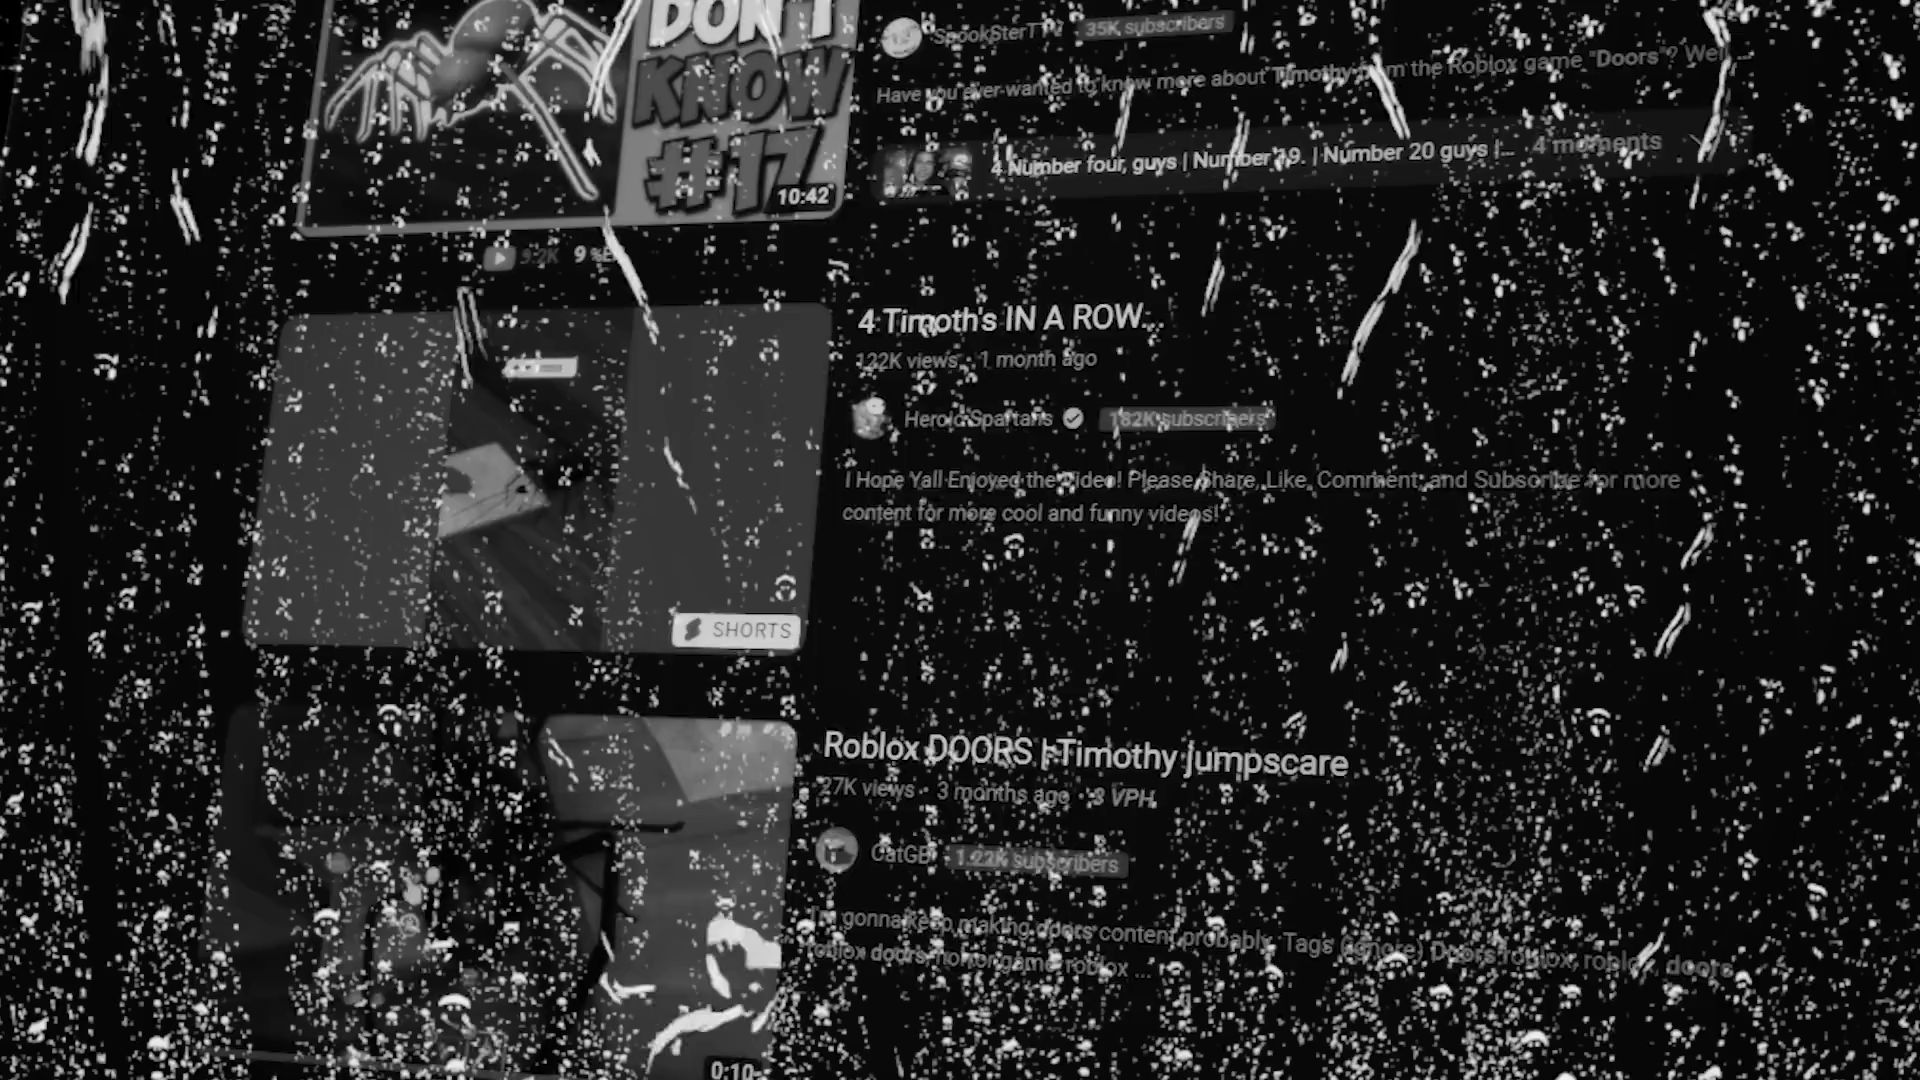 DON'T
KNOW
#17
10:42
SpookSterTTV 35K subscribers
Have you ever wanted to know more about Timothy from the Roblox game "Doors"? Well ...
4 Number four, guys | Number 19. | Number 20 guys |... 4 moments
9.2K 9
4 Timoth's IN A ROW...
122K views · 1 month ago
HeroicSpartans 182K subscribers
I Hope Yall Enjoyed the Video! Please Share, Like, Comment, and Subscribe for more
content for more cool and funny videos!
SHORTS
Roblox DOORS | Timothy jumpscare
27K views · 3 months ago · 3 VPH
1.22K subscribers
I'm gonna keep making doors content probably. Tags (ignore) Doors roblox, roblox, doors
roblox doors horror game roblox ...
0:10